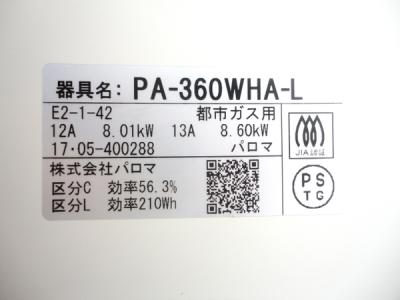 器具名: PA-360WHA-L
E2-1-42 都市ガス用
12A 8.01kW 13A 8.60kW
17・05-400288 パロマ
JIA認証
株式会社パロマ
区分C 効率56.3%
区分L 効率210Wh
PS
TG